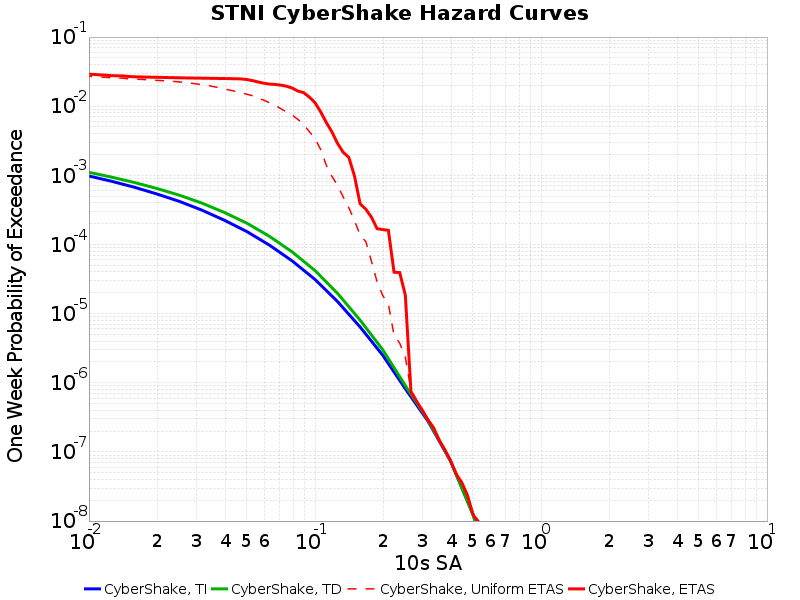 STNI CyberShake Hazard Curves
One Week Probability of Exceedance
10^-1
10^-2
10^-3
10^-4
10^-5
10^-6
10^-7
10^-8
10^-2 2 3 4 5 6 10^-1 2 3 4 5 6 7 10^0 2 3 4 5 6 7 10^1
10s SA
CyberShake, TI CyberShake, TD CyberShake, Uniform ETAS CyberShake, ETAS